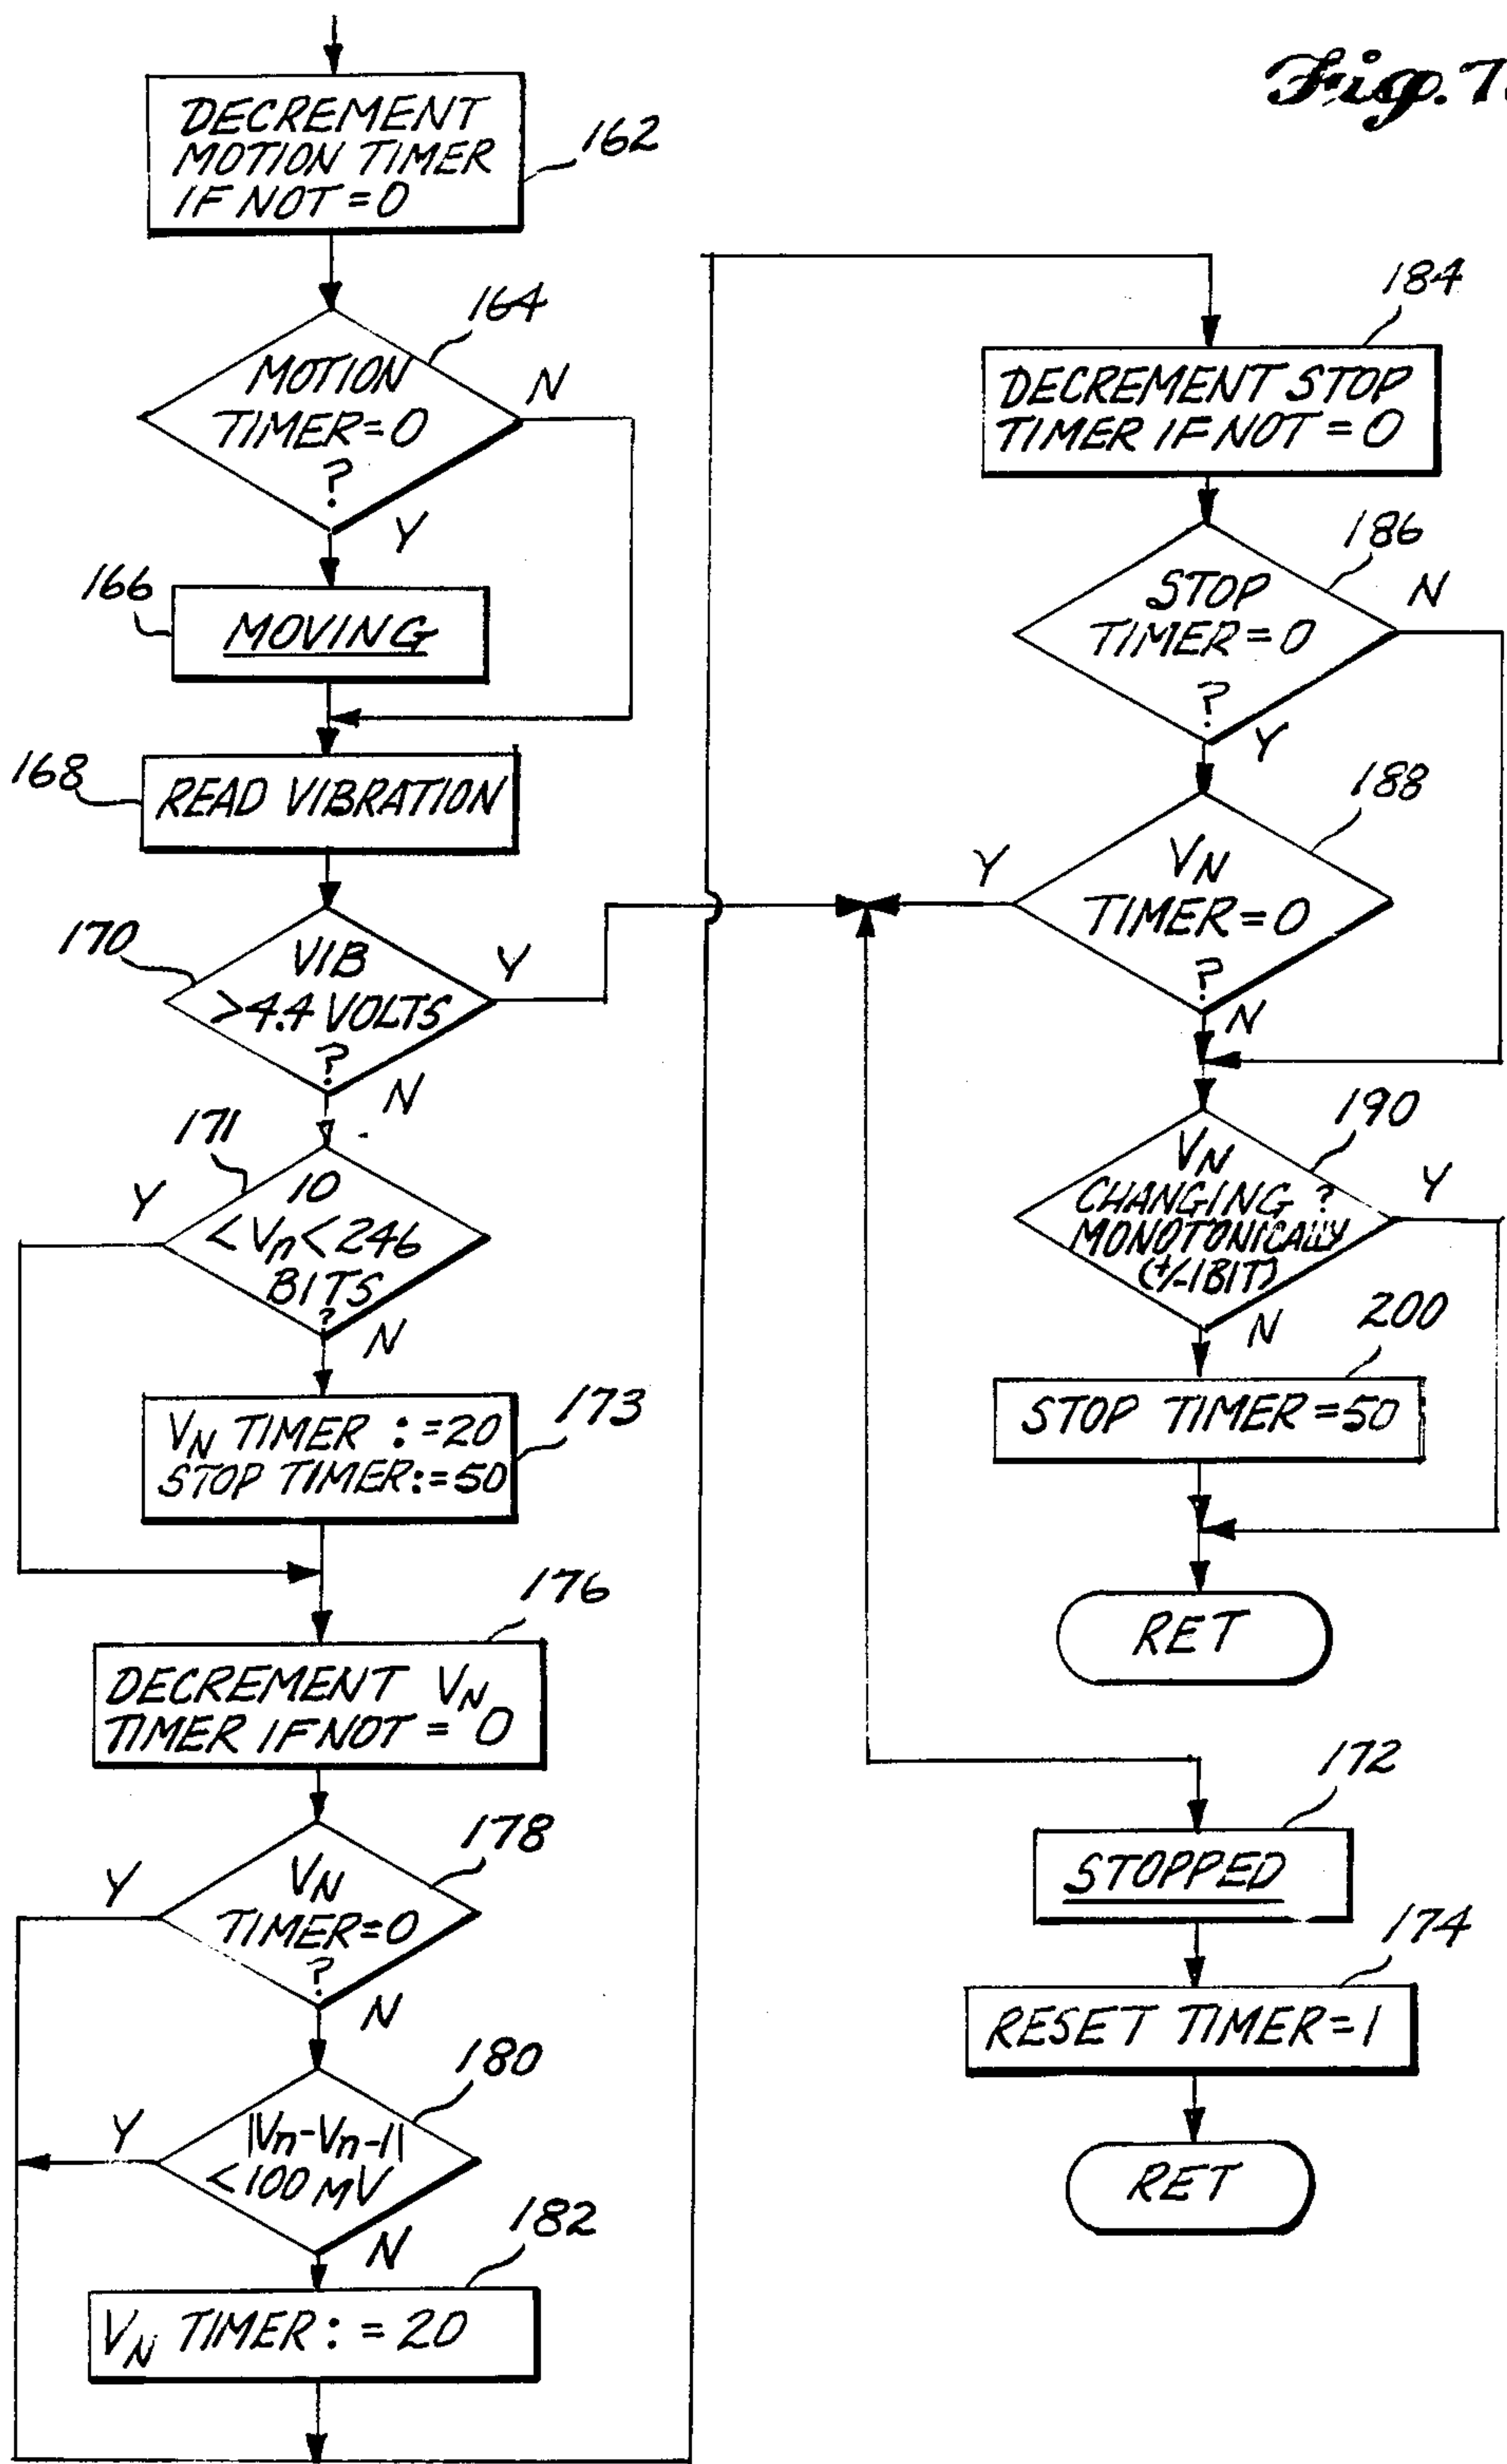 Fig. 7.
DECREMENT
MOTION TIMER
IF NOT = 0
162
164
MOTION
TIMER=0
?
N
Y
166
MOVING
168
READ VIBRATION
170
VIB
>4.4 VOLTS
?
Y
N
171
10
<Vn<246
BITS
?
Y
N
VN TIMER :=20
STOP TIMER:=50
173
176
DECREMENT VN
TIMER IF NOT = 0
178
VN
TIMER=0
?
Y
N
180
|Vn-Vn-1|
<100 MV
Y
N
182
VN TIMER: = 20
184
DECREMENT STOP
TIMER IF NOT = 0
186
STOP
TIMER=0
?
N
Y
188
VN
TIMER=0
?
Y
N
190
VN
CHANGING ?
MONOTONICALLY
(+/-1BIT)
Y
N
200
STOP TIMER=50
RET
172
STOPPED
174
RESET TIMER=1
RET